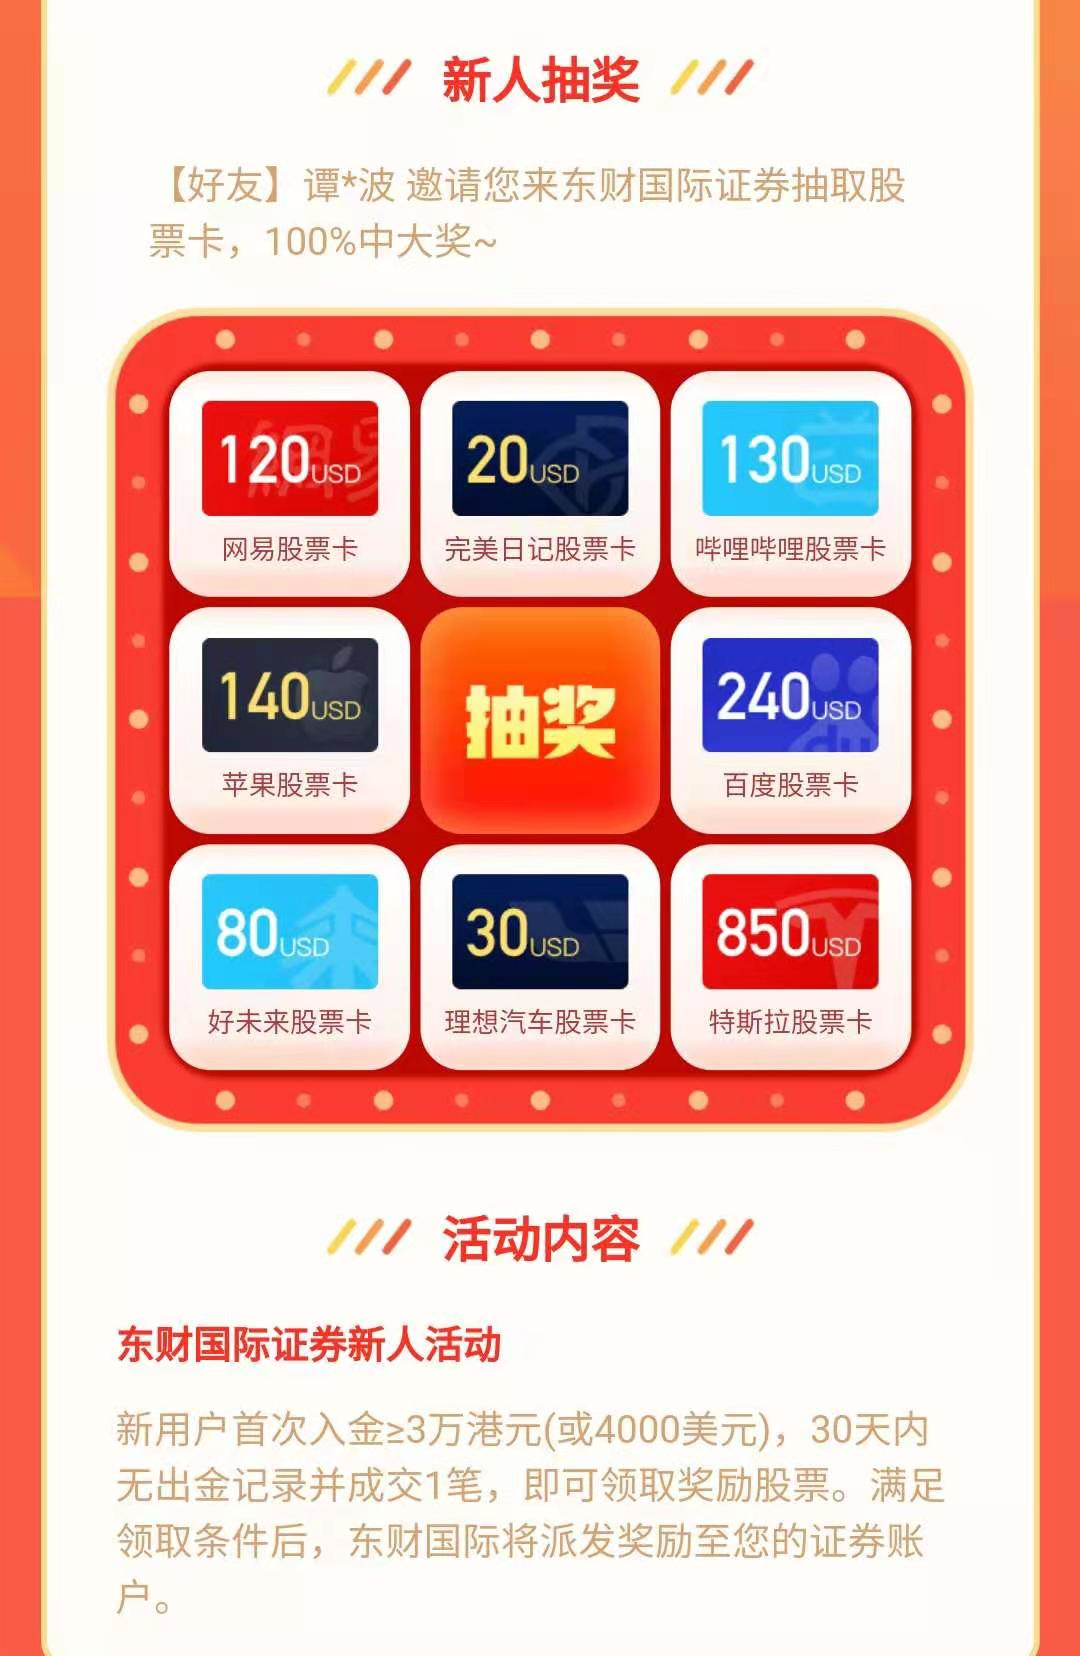 新人抽奖
【好友】谭*波 邀请您来东财国际证券抽取股
票卡，100%中大奖~
120USD
20USD
130USD
网易股票卡
完美日记股票卡
哔哩哔哩股票卡
140USD
抽奖
240USD
苹果股票卡
百度股票卡
80USD
30USD
850USD
好未来股票卡
理想汽车股票卡
特斯拉股票卡
活动内容
东财国际证券新人活动
新用户首次入金≥3万港元(或4000美元)，30天内
无出金记录并成交1笔，即可领取奖励股票。满足
领取条件后，东财国际将派发奖励至您的证券账
户。